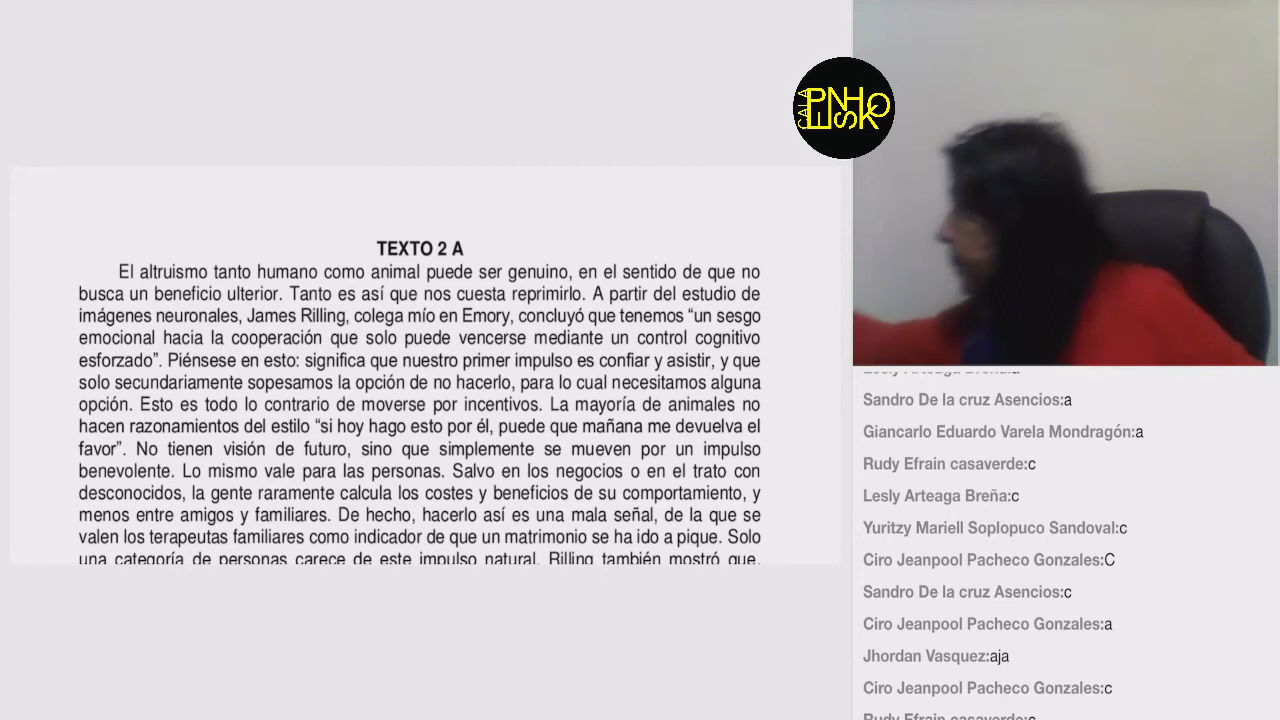 TEXTO 2 A
El altruismo tanto humano como animal puede ser genuino, en el sentido de que no
busca un beneficio ulterior. Tanto es así que nos cuesta reprimirlo. A partir del estudio de
imágenes neuronales, James Rilling, colega mío en Emory, concluyó que tenemos “un sesgo
emocional hacia la cooperación que solo puede vencerse mediante un control cognitivo
esforzado”. Piénsese en esto: significa que nuestro primer impulso es confiar y asistir, y que
solo secundariamente sopesamos la opción de no hacerlo, para lo cual necesitamos alguna
opción. Esto es todo lo contrario de moverse por incentivos. La mayoría de animales no
hacen razonamientos del estilo “si hoy hago esto por él, puede que mañana me devuelva el
favor”. No tienen visión de futuro, sino que simplemente se mueven por un impulso
benevolente. Lo mismo vale para las personas. Salvo en los negocios o en el trato con
desconocidos, la gente raramente calcula los costes y beneficios de su comportamiento, y
menos entre amigos y familiares. De hecho, hacerlo así es una mala señal, de la que se
valen los terapeutas familiares como indicador de que un matrimonio se ha ido a pique. Solo
una categoría de personas carece de este impulso natural. Rilling también mostró que,
CALA
PENHOESK
Lesly Arteaga Breña:a
Sandro De la cruz Asencios:a
Giancarlo Eduardo Varela Mondragón:a
Rudy Efrain casaverde:c
Lesly Arteaga Breña:c
Yuritzy Mariell Soplopuco Sandoval:c
Ciro Jeanpool Pacheco Gonzales:C
Sandro De la cruz Asencios:c
Ciro Jeanpool Pacheco Gonzales:a
Jhordan Vasquez:aja
Ciro Jeanpool Pacheco Gonzales:c
Rudy Efrain casaverde:c